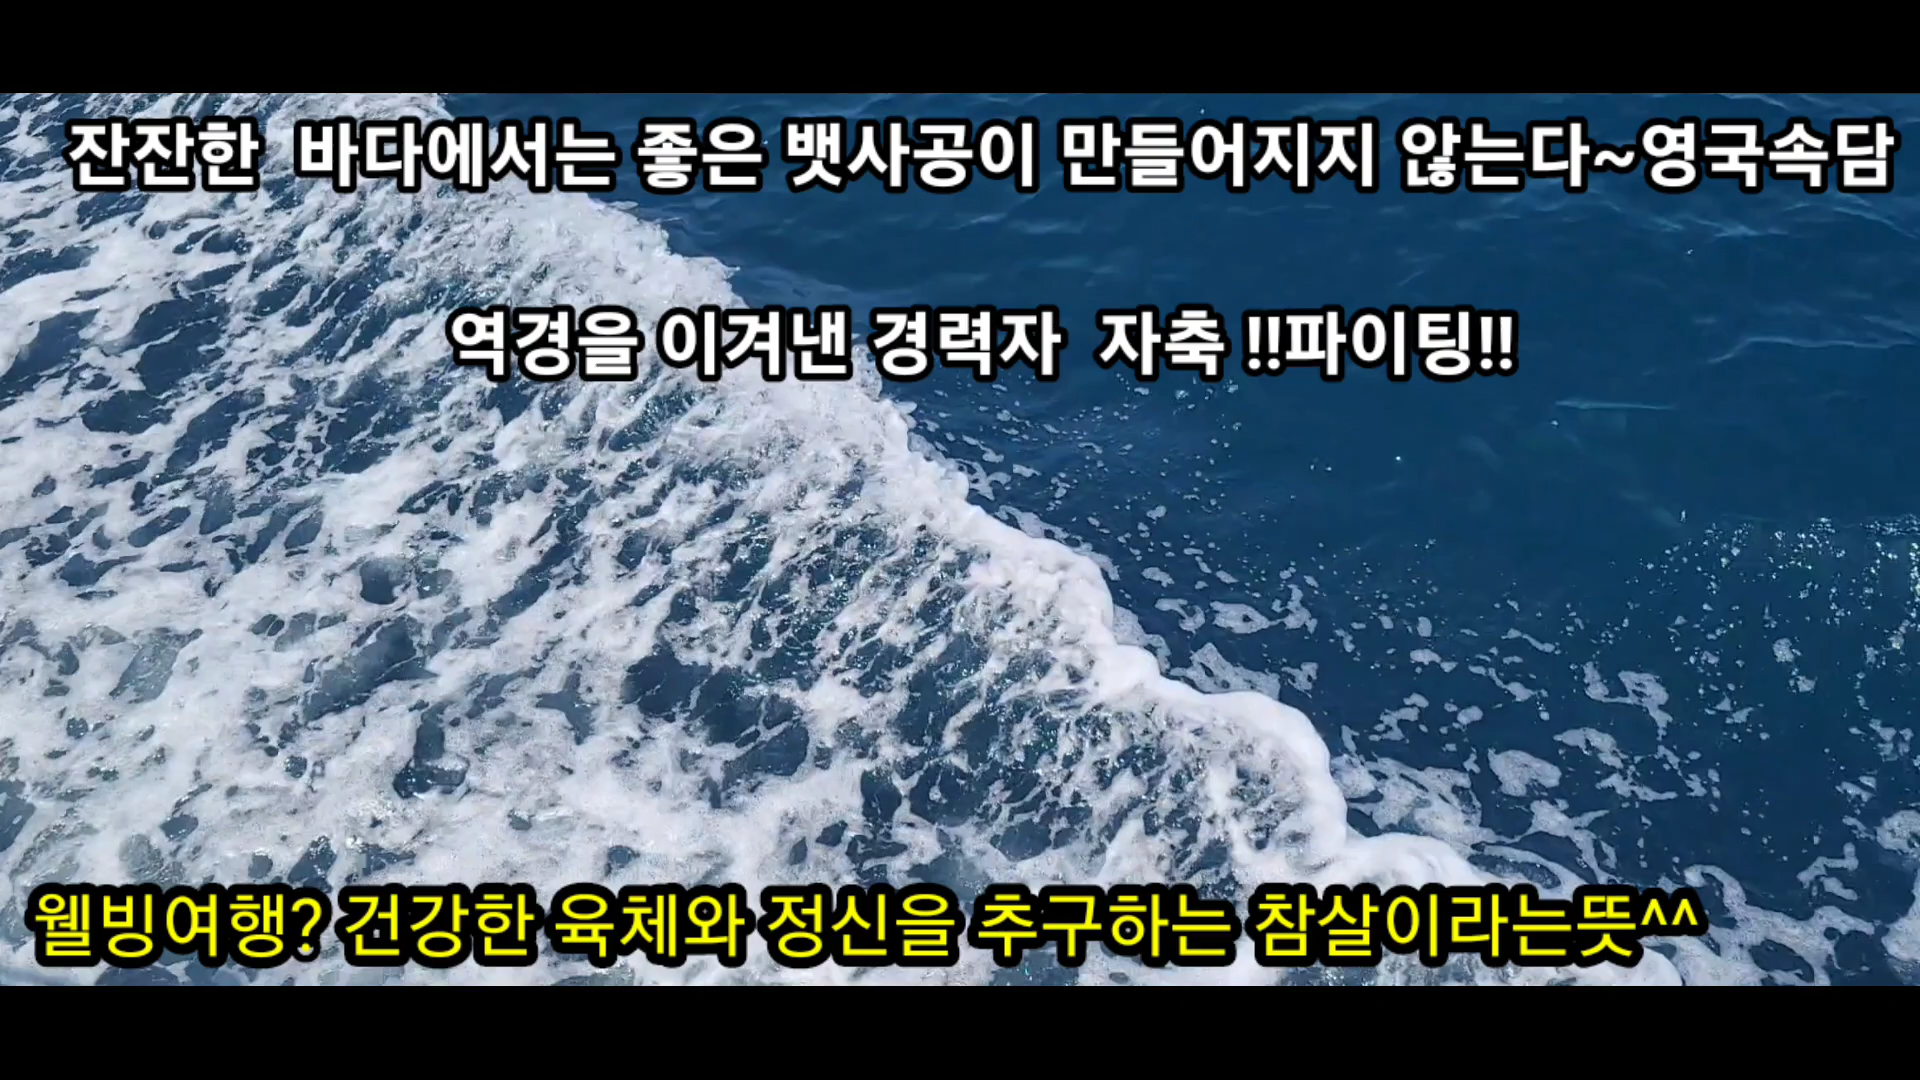 잔잔한 바다에서는 좋은 뱃사공이 만들어지지 않는다~영국속담
역경을 이겨낸 경력자 자축 !!파이팅!!
웰빙여행? 건강한 육체와 정신을 추구하는 참살이라는뜻^^